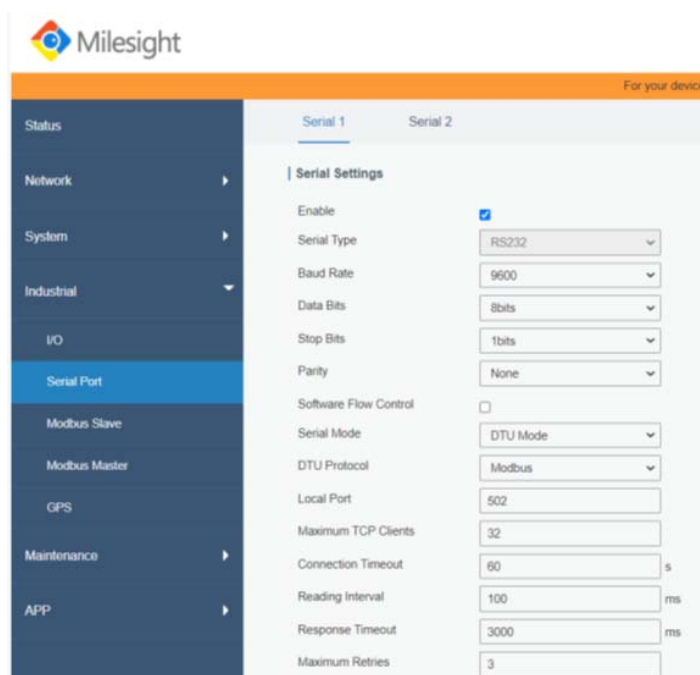 Milesight
For your device
Status
Network
System
Industrial
I/O
Serial Port
Modbus Slave
Modbus Master
GPS
Maintenance
APP
Serial 1 Serial 2
Serial Settings
Enable
Serial Type RS232
Baud Rate 9600
Data Bits 8bits
Stop Bits 1bits
Parity None
Software Flow Control
Serial Mode DTU Mode
DTU Protocol Modbus
Local Port 502
Maximum TCP Clients 32
Connection Timeout 60 s
Reading Interval 100 ms
Response Timeout 3000 ms
Maximum Retries 3